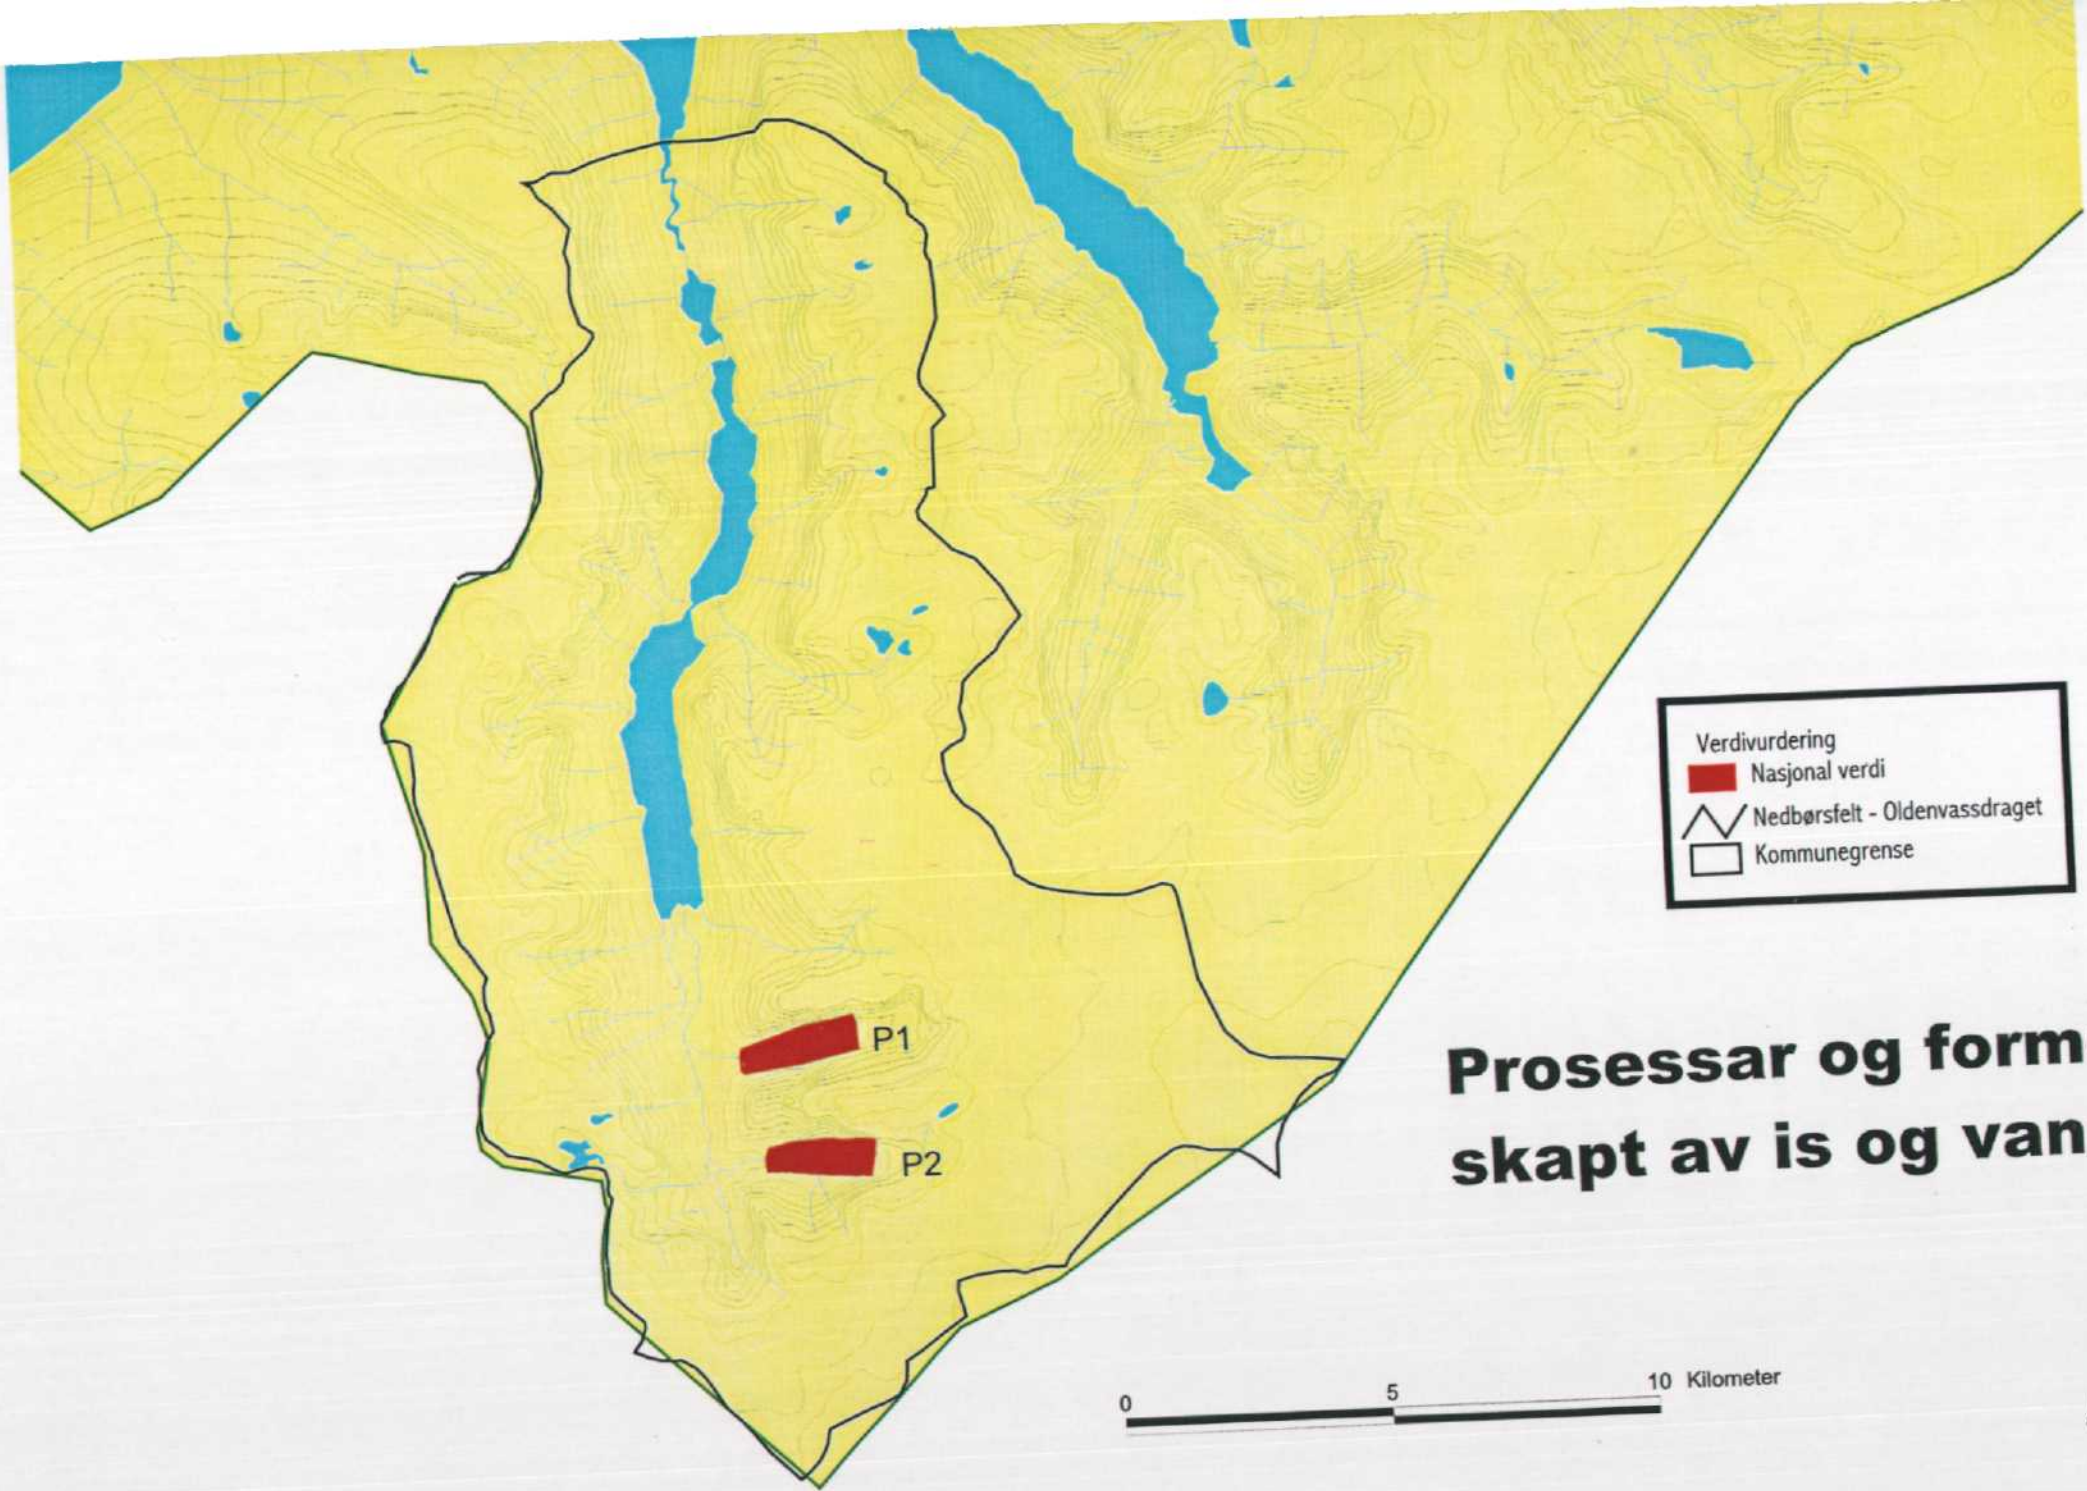 Verdivurdering
Nasjonal verdi
Nedbørsfelt - Oldenvassdraget
Kommunegrense
P1
P2
Prosessar og form
skapt av is og van
0 5 10 Kilometer